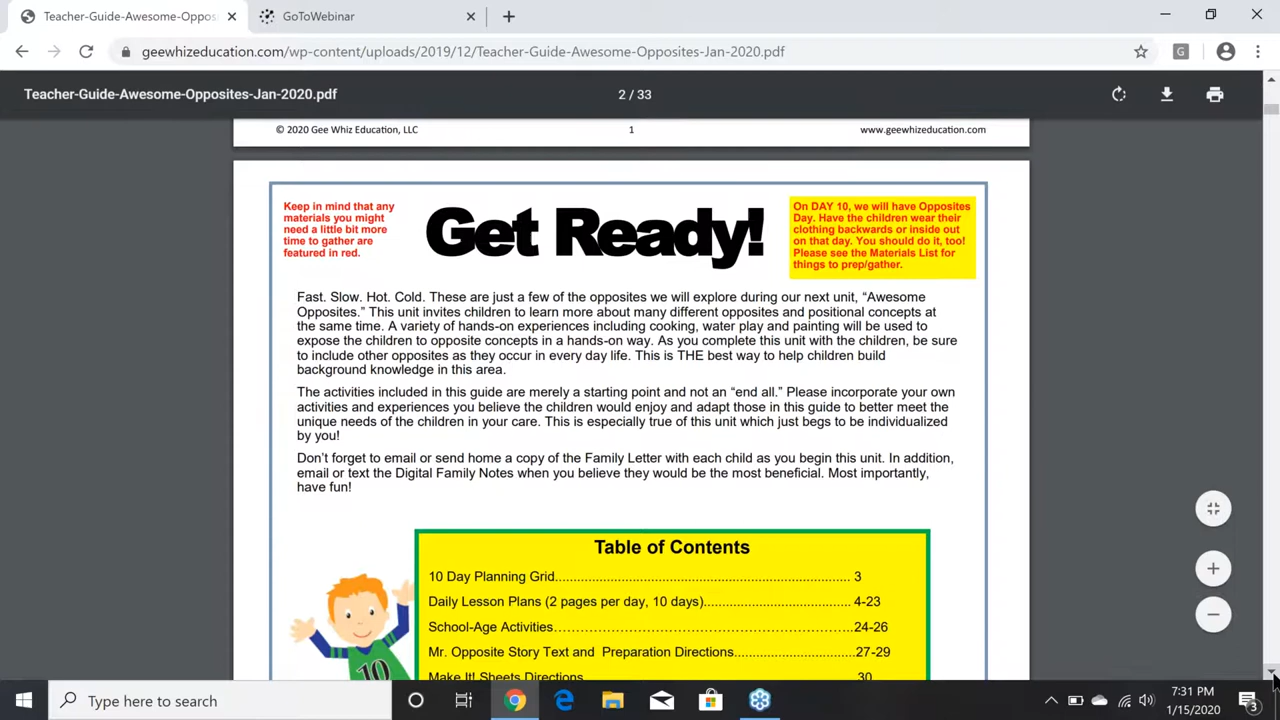 Teacher-Guide-Awesome-Oppos
GoToWebinar
geewhizeducation.com/wp-content/uploads/2019/12/Teacher-Guide-Awesome-Opposites-Jan-2020.pdf
G
Teacher-Guide-Awesome-Opposites-Jan-2020.pdf
2 / 33
© 2020 Gee Whiz Education, LLC
1
www.geewhizeducation.com
Keep in mind that any
materials you might
need a little bit more
time to gather are
featured in red.
Get Ready!
On DAY 10, we will have Opposites
Day. Have the children wear their
clothing backwards or inside out
on that day. You should do it, too!
Please see the Materials List for
things to prep/gather.
Fast. Slow. Hot. Cold. These are just a few of the opposites we will explore during our next unit, “Awesome
Opposites.” This unit invites children to learn more about many different opposites and positional concepts at
the same time. A variety of hands-on experiences including cooking, water play and painting will be used to
expose the children to opposite concepts in a hands-on way. As you complete this unit with the children, be sure
to include other opposites as they occur in every day life. This is THE best way to help children build
background knowledge in this area.
The activities included in this guide are merely a starting point and not an “end all.” Please incorporate your own
activities and experiences you believe the children would enjoy and adapt those in this guide to better meet the
unique needs of the children in your care. This is especially true of this unit which just begs to be individualized
by you!
Don’t forget to email or send home a copy of the Family Letter with each child as you begin this unit. In addition,
email or text the Digital Family Notes when you believe they would be the most beneficial. Most importantly,
have fun!
Table of Contents
10 Day Planning Grid.......................................................................... 3
Daily Lesson Plans (2 pages per day, 10 days)..................................... 4-23
School-Age Activities……………………………………………………..24-26
Mr. Opposite Story Text and Preparation Directions..............................27-29
Make It! Sheets Directions 30
10
Type here to search
7:31 PM
1/15/2020
3